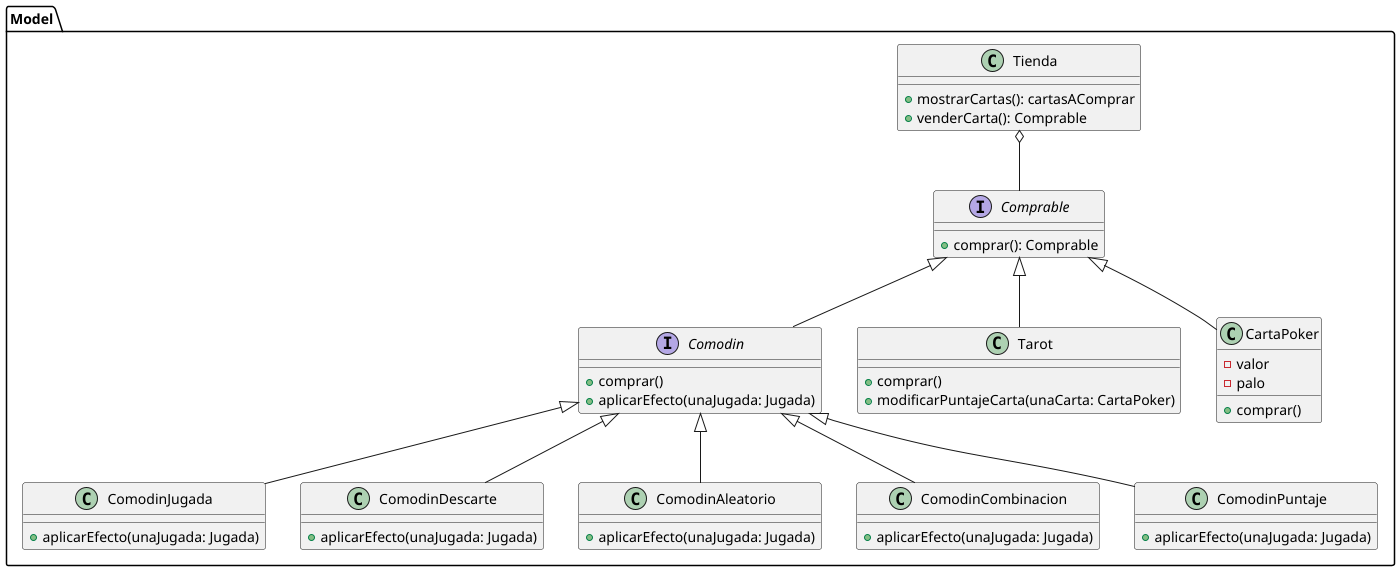 Model
C Tienda
mostrarCartas(): cartasAComprar
venderCarta(): Comprable
I Comprable
comprar(): Comprable
I Comodin
comprar()
aplicarEfecto(unaJugada: Jugada)
C Tarot
comprar()
modificarPuntajeCarta(unaCarta: CartaPoker)
C CartaPoker
valor
palo
comprar()
C ComodinJugada
aplicarEfecto(unaJugada: Jugada)
C ComodinDescarte
aplicarEfecto(unaJugada: Jugada)
C ComodinAleatorio
aplicarEfecto(unaJugada: Jugada)
C ComodinCombinacion
aplicarEfecto(unaJugada: Jugada)
C ComodinPuntaje
aplicarEfecto(unaJugada: Jugada)